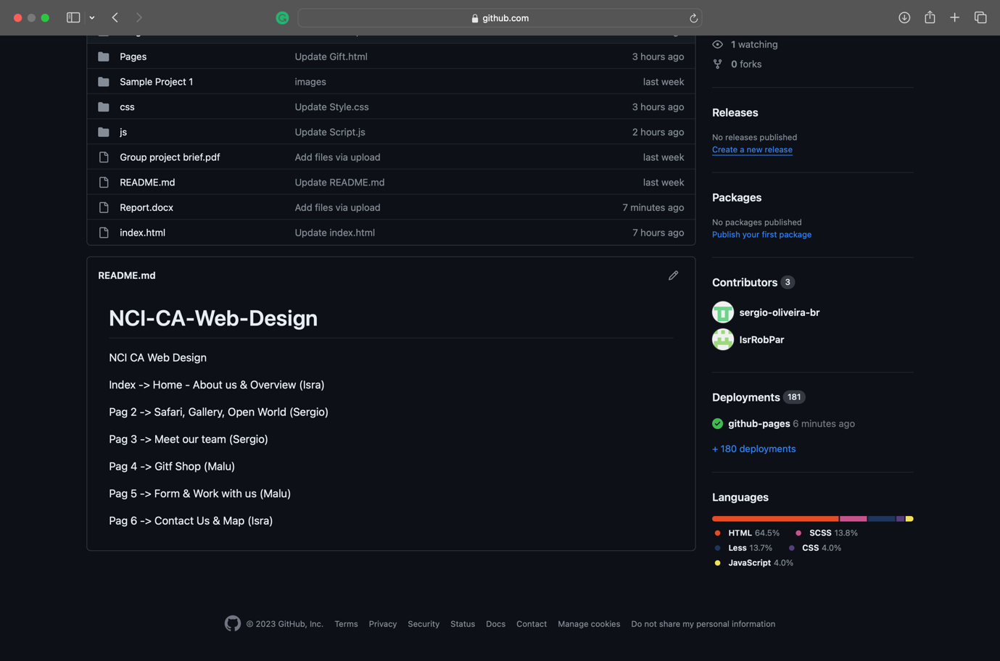 github.com
Pages Update Gift.html 3 hours ago
Sample Project 1 images last week
css Update Style.css 3 hours ago
js Update Script.js 2 hours ago
Group project brief.pdf Add files via upload last week
README.md Update README.md last week
Report.docx Add files via upload 7 minutes ago
index.html Update index.html 7 hours ago
README.md
NCI-CA-Web-Design
NCI CA Web Design
Index -> Home - About us & Overview (Isra)
Pag 2 -> Safari, Gallery, Open World (Sergio)
Pag 3 -> Meet our team (Sergio)
Pag 4 -> Gitf Shop (Malu)
Pag 5 -> Form & Work with us (Malu)
Pag 6 -> Contact Us & Map (Isra)
1 watching
0 forks
Releases
No releases published
Create a new release
Packages
No packages published
Publish your first package
Contributors 3
sergio-oliveira-br
IsrRobPar
Deployments 181
github-pages 6 minutes ago
+ 180 deployments
Languages
HTML 64.5% SCSS 13.8%
Less 13.7% CSS 4.0%
JavaScript 4.0%
© 2023 GitHub, Inc. Terms Privacy Security Status Docs Contact Manage cookies Do not share my personal information